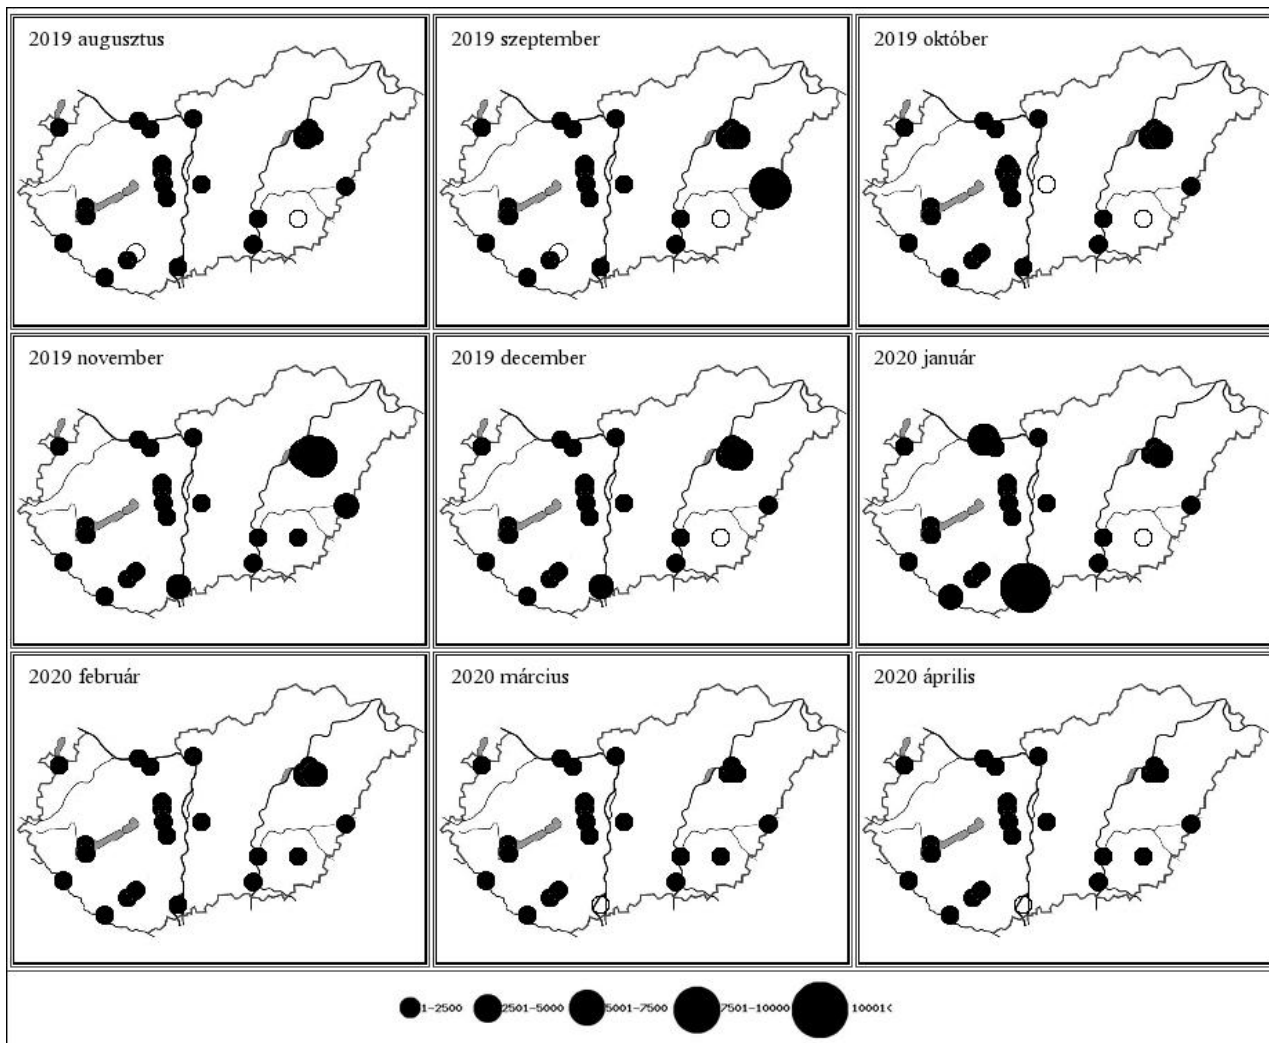 2019 augusztus
2019 szeptember
2019 október
2019 november
2019 december
2020 január
2020 február
2020 március
2020 április
1-2500
2501-5000
5001-7500
7501-10000
10001<